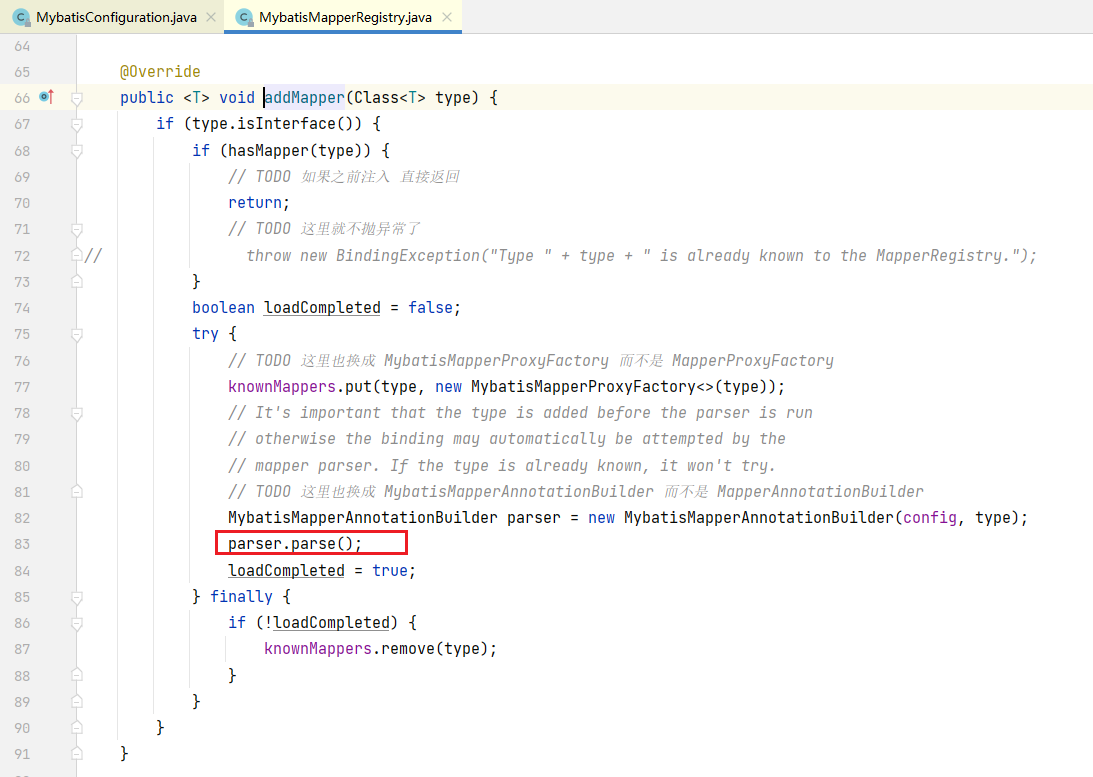 MybatisConfiguration.java MybatisMapperRegistry.java
64
65 @Override
66 public <T> void addMapper(Class<T> type) {
67 if (type.isInterface()) {
68 if (hasMapper(type)) {
69 // TODO 如果之前注入 直接返回
70 return;
71 // TODO 这里就不抛异常了
72 // throw new BindingException("Type " + type + " is already known to the MapperRegistry.");
73 }
74 boolean loadCompleted = false;
75 try {
76 // TODO 这里也换成 MybatisMapperProxyFactory 而不是 MapperProxyFactory
77 knownMappers.put(type, new MybatisMapperProxyFactory<>(type));
78 // It's important that the type is added before the parser is run
79 // otherwise the binding may automatically be attempted by the
80 // mapper parser. If the type is already known, it won't try.
81 // TODO 这里也换成 MybatisMapperAnnotationBuilder 而不是 MapperAnnotationBuilder
82 MybatisMapperAnnotationBuilder parser = new MybatisMapperAnnotationBuilder(config, type);
83 parser.parse();
84 loadCompleted = true;
85 } finally {
86 if (!loadCompleted) {
87 knownMappers.remove(type);
88 }
89 }
90 }
91 }